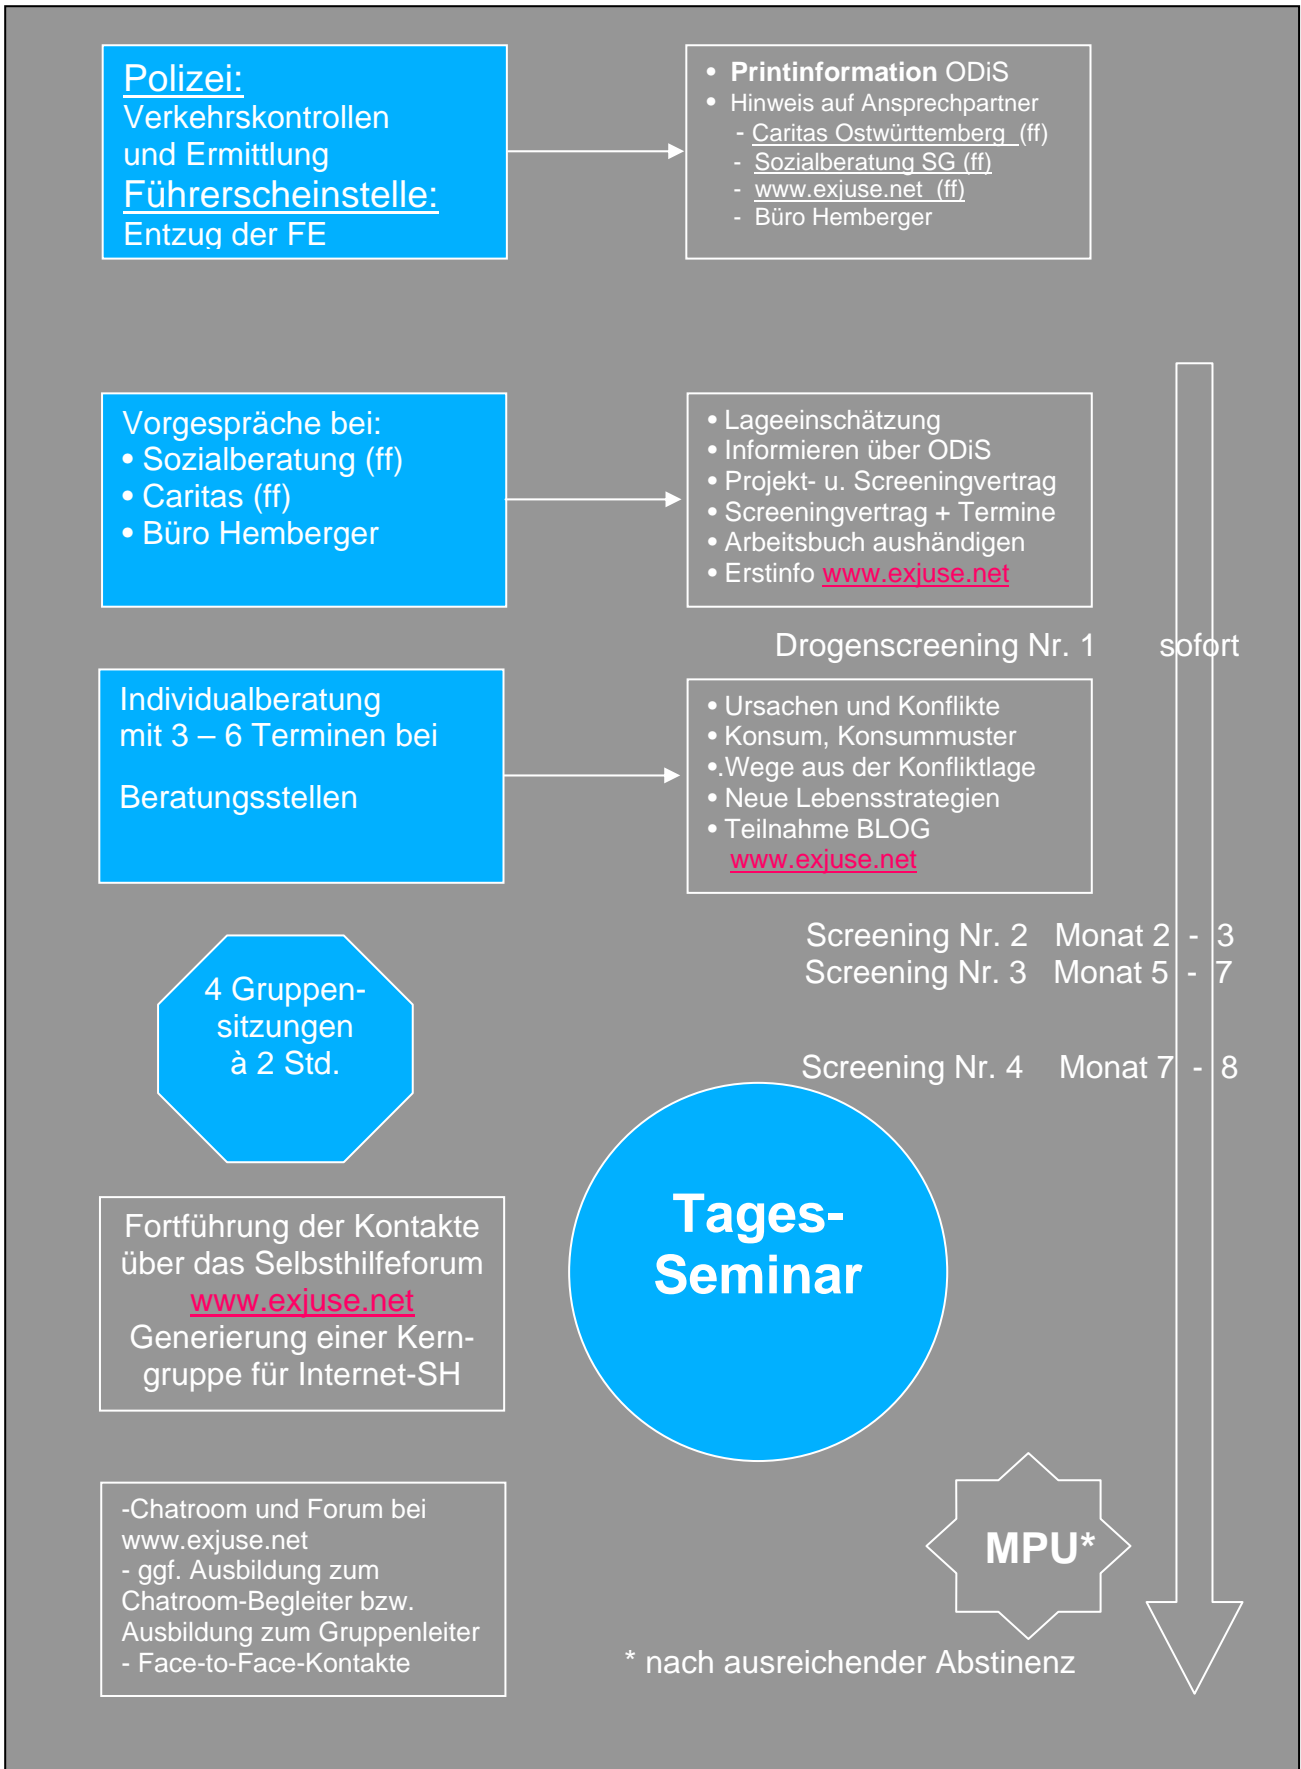 Polizei:
Verkehrskontrollen
und Ermittlung
Führerscheinstelle:
Entzug der FE
• Printinformation ODiS
• Hinweis auf Ansprechpartner
- Caritas Ostwürttemberg (ff)
- Sozialberatung SG (ff)
- www.exjuse.net (ff)
- Büro Hemberger
Vorgespräche bei:
• Sozialberatung (ff)
• Caritas (ff)
• Büro Hemberger
• Lageeinschätzung
• Informieren über ODiS
• Projekt- u. Screeningvertrag
• Screeningvertrag + Termine
• Arbeitsbuch aushändigen
• Erstinfo www.exjuse.net
Drogenscreening Nr. 1 sofort
Individualberatung
mit 3 – 6 Terminen bei
Beratungsstellen
• Ursachen und Konflikte
• Konsum, Konsummuster
•.Wege aus der Konfliktlage
• Neue Lebensstrategien
• Teilnahme BLOG
www.exjuse.net
Screening Nr. 2 Monat 2 - 3
Screening Nr. 3 Monat 5 - 7
Screening Nr. 4 Monat 7 - 8
4 Gruppen-
sitzungen
à 2 Std.
Tages-
Seminar
Fortführung der Kontakte
über das Selbsthilfeforum
www.exjuse.net
Generierung einer Kern-
gruppe für Internet-SH
-Chatroom und Forum bei
www.exjuse.net
- ggf. Ausbildung zum
Chatroom-Begleiter bzw.
Ausbildung zum Gruppenleiter
- Face-to-Face-Kontakte
MPU*
* nach ausreichender Abstinenz